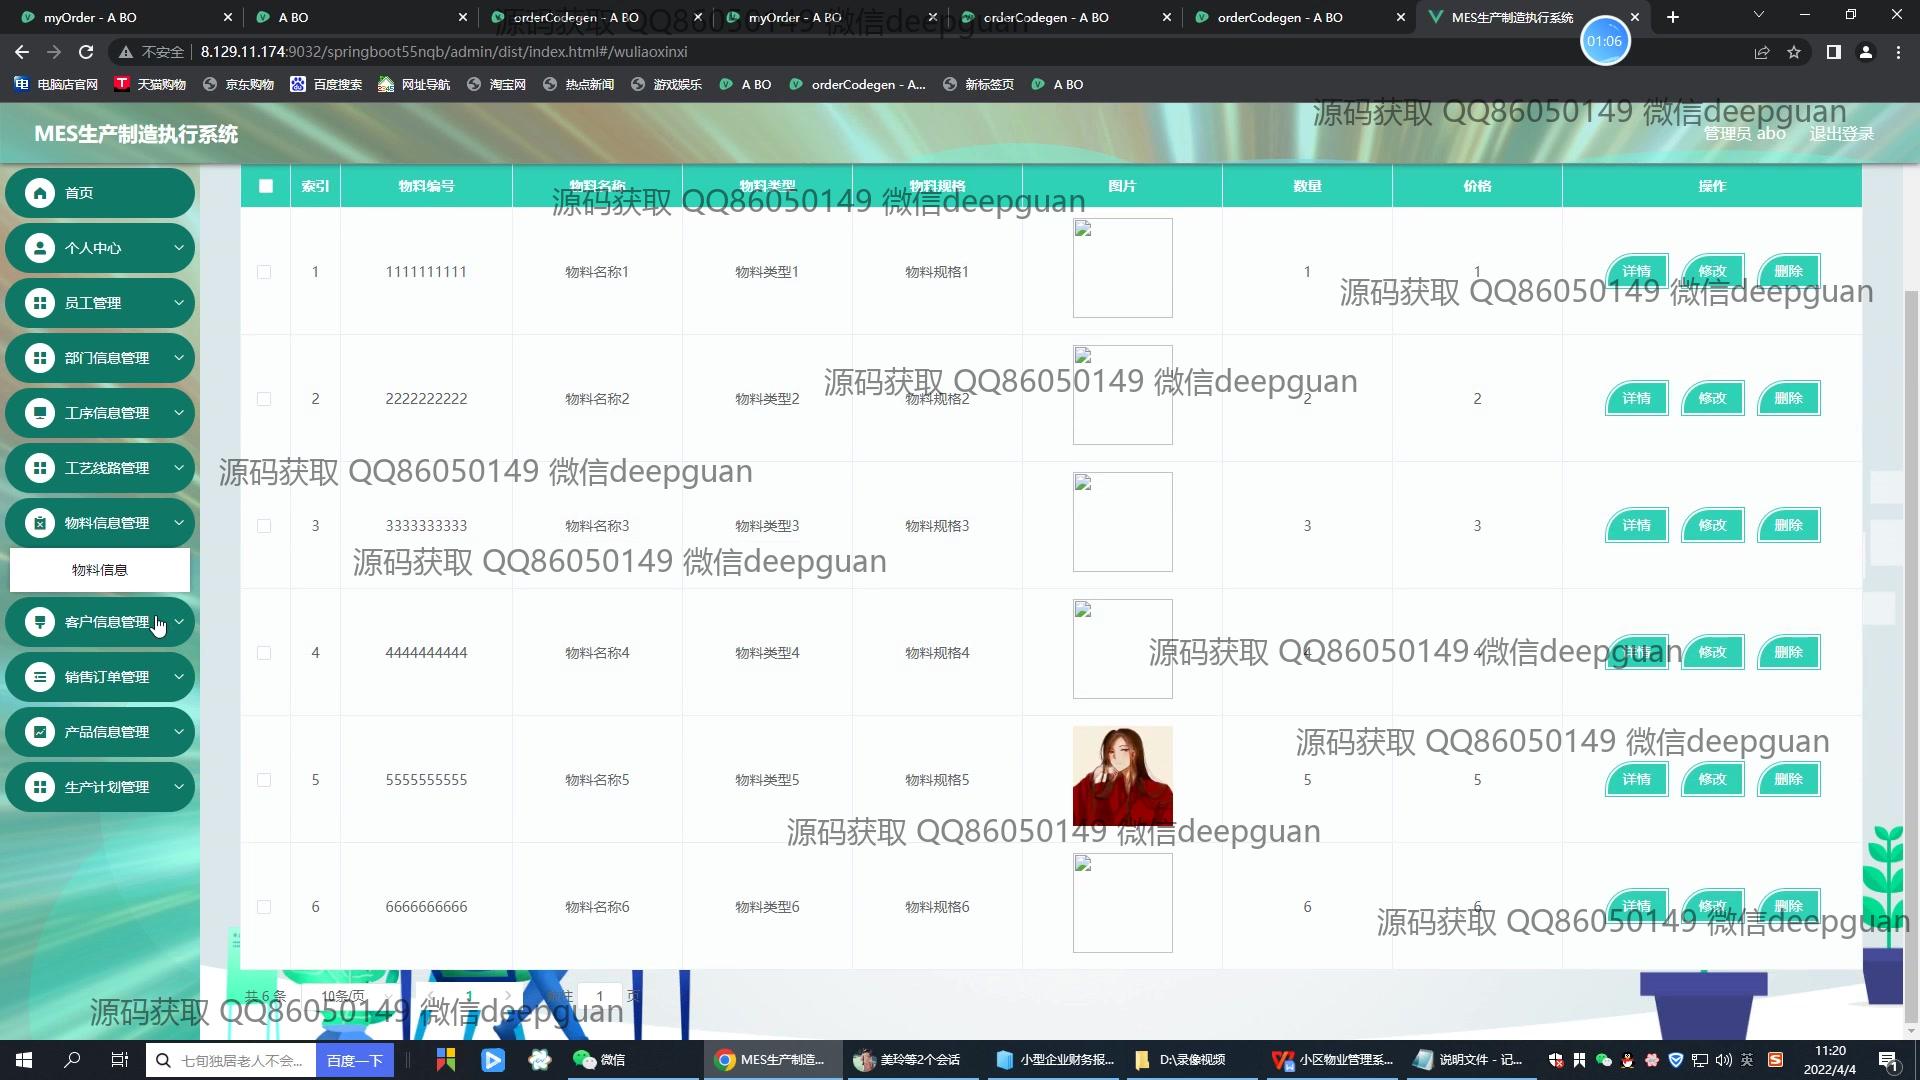 myOrder - A BO
A BO
orderCodegen - A BO
myOrder - A BO
orderCodegen - A BO
orderCodegen - A BO
MES生产制造执行系统
01:06
不安全
8.129.11.174:9032/springboot55nqb/admin/dist/index.html#/wuliaoxinxi
电脑店官网
天猫购物
京东购物
百度搜索
网址导航
淘宝网
热点新闻
游戏娱乐
A BO
orderCodegen - A...
新标签页
A BO
源码获取 QQ86050149 微信deepguan
源码获取 QQ86050149 微信deepguan
MES生产制造执行系统
管理员 abo
退出登录
首页
个人中心
员工管理
部门信息管理
工序信息管理
工艺线路管理
物料信息管理
物料信息
客户信息管理
销售订单管理
产品信息管理
生产计划管理
索引 物料编号 物料名称 物料类型 物料规格 图片 数量 价格 操作
源码获取 QQ86050149 微信deepguan
1 1111111111 物料名称1 物料类型1 物料规格1 1 1 详情 修改 删除
源码获取 QQ86050149 微信deepguan
源码获取 QQ86050149 微信deepguan
2 2222222222 物料名称2 物料类型2 物料规格2 2 2 详情 修改 删除
源码获取 QQ86050149 微信deepguan
3 3333333333 物料名称3 物料类型3 物料规格3 3 3 详情 修改 删除
源码获取 QQ86050149 微信deepguan
4 4444444444 物料名称4 物料类型4 物料规格4 4 4 详情 修改 删除
源码获取 QQ86050149 微信deepguan
源码获取 QQ86050149 微信deepguan
5 5555555555 物料名称5 物料类型5 物料规格5 5 5 详情 修改 删除
源码获取 QQ86050149 微信deepguan
6 6666666666 物料名称6 物料类型6 物料规格6 6 6 详情 修改 删除
源码获取 QQ86050149 微信deepguan
共 6 条 10条/页 1 前往 1 页
源码获取 QQ86050149 微信deepguan
七旬独居老人不会...
百度一下
微信
MES生产制造...
美玲等2个会话
小型企业财务报...
D:\录像视频
小区物业管理系...
说明文件 - 记...
英
11:20
2022/4/4
1